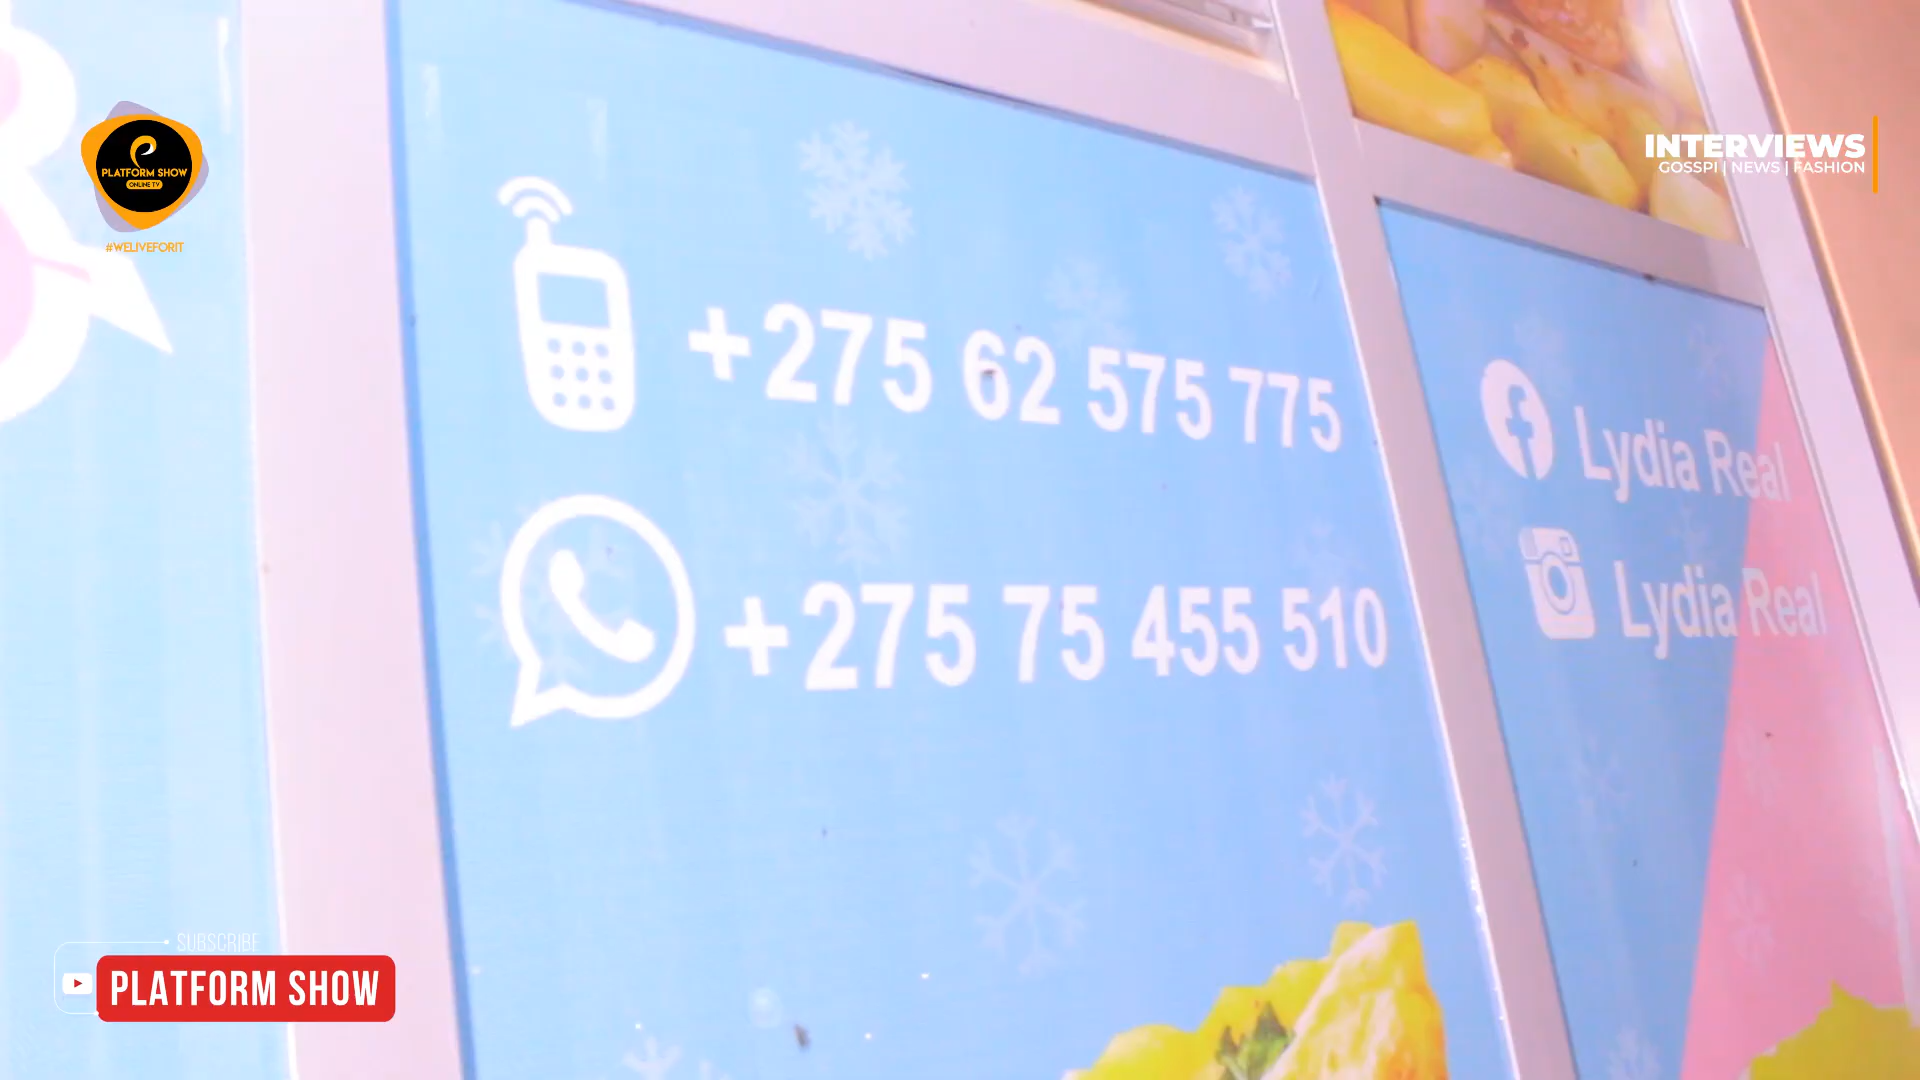 PLATFORM SHOW
ONLINE TV
#WELIVEFORIT
INTERVIEWS
GOSSPI | NEWS | FASHION
+275 62 575 775
+275 75 455 510
Lydia Real
Lydia Real
SUBSCRIBE
PLATFORM SHOW